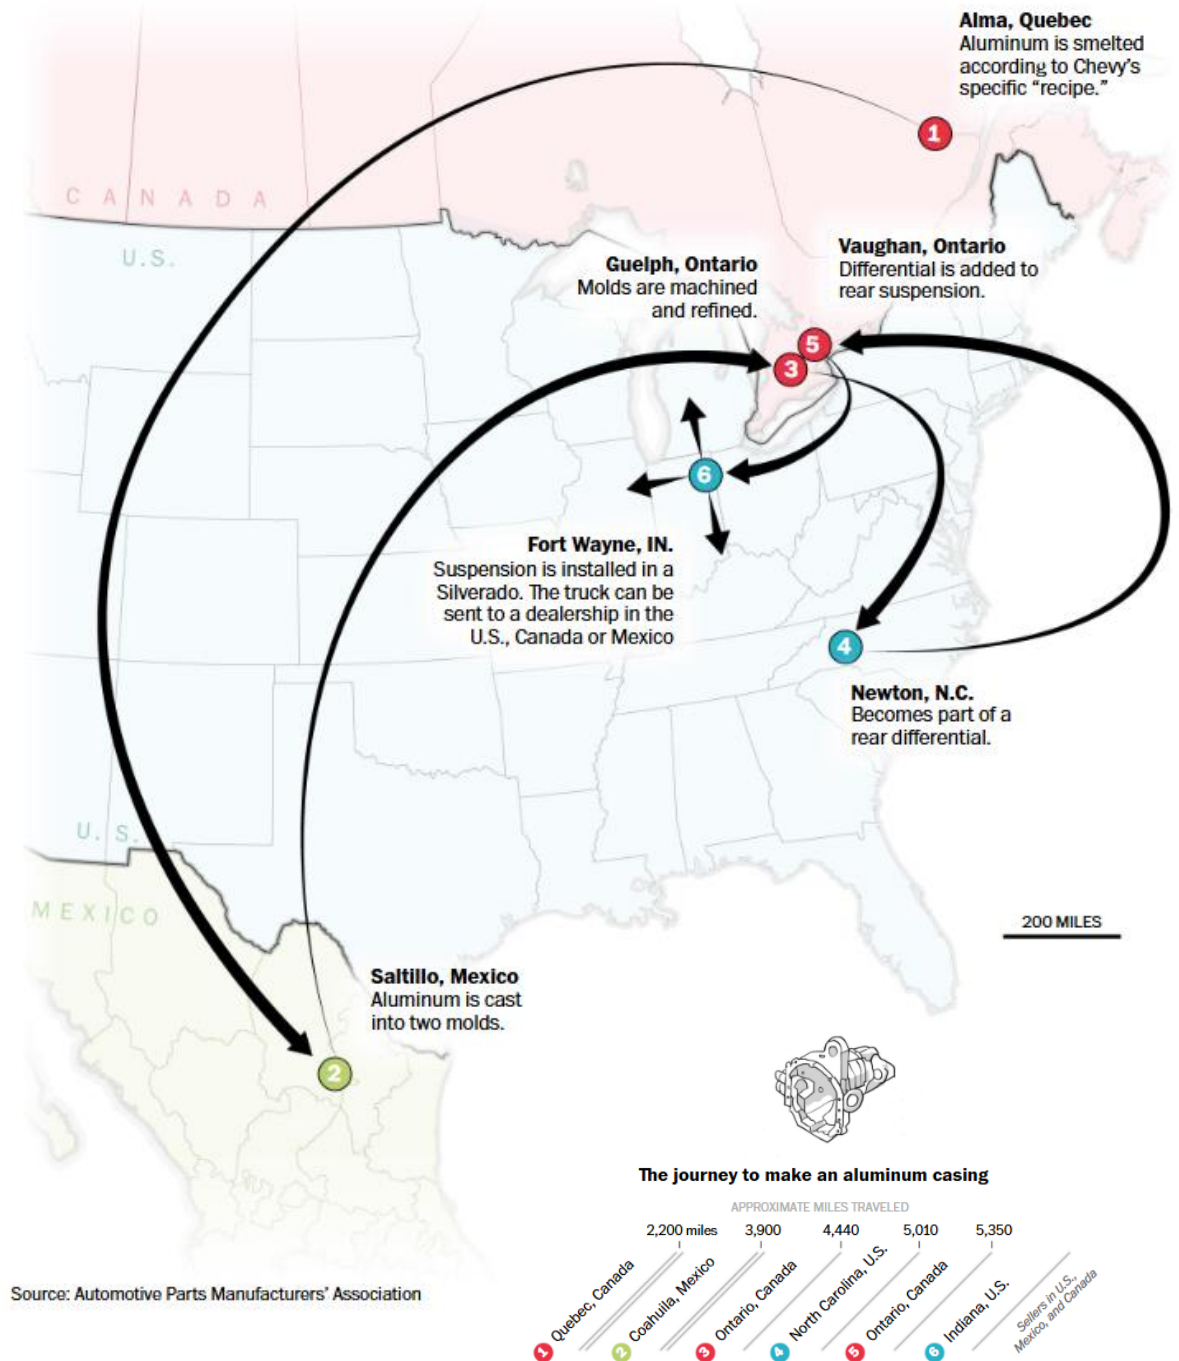 Alma, Quebec
Aluminum is smelted
according to Chevy's
specific “recipe.”
1
CANADA
U.S.
Vaughan, Ontario
Differential is added to
rear suspension.
Guelph, Ontario
Molds are machined
and refined.
5
3
6
Fort Wayne, IN.
Suspension is installed in a
Silverado. The truck can be
sent to a dealership in the
U.S., Canada or Mexico
4
Newton, N.C.
Becomes part of a
rear differential.
U.S.
MEXICO
200 MILES
Saltillo, Mexico
Aluminum is cast
into two molds.
2
The journey to make an aluminum casing
APPROXIMATE MILES TRAVELED
2,200 miles 3,900 4,440 5,010 5,350
1 Quebec, Canada
2 Coahuila, Mexico
3 Ontario, Canada
4 North Carolina, U.S.
5 Ontario, Canada
6 Indiana, U.S.
Sellers in U.S.,
Mexico, and Canada
Source: Automotive Parts Manufacturers' Association